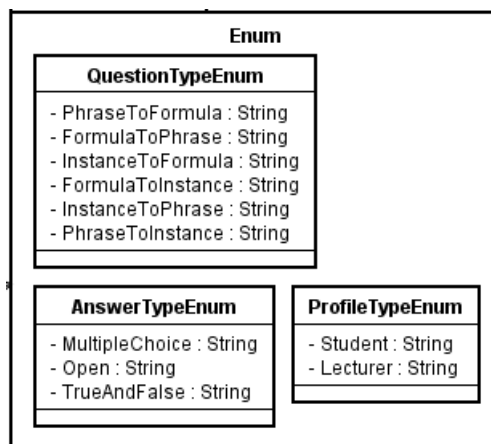 Enum
QuestionTypeEnum
- PhraseToFormula : String
- FormulaToPhrase : String
- InstanceToFormula : String
- FormulaToInstance : String
- InstanceToPhrase : String
- PhraseToInstance : String
AnswerTypeEnum
- MultipleChoice : String
- Open : String
- TrueAndFalse : String
ProfileTypeEnum
- Student : String
- Lecturer : String